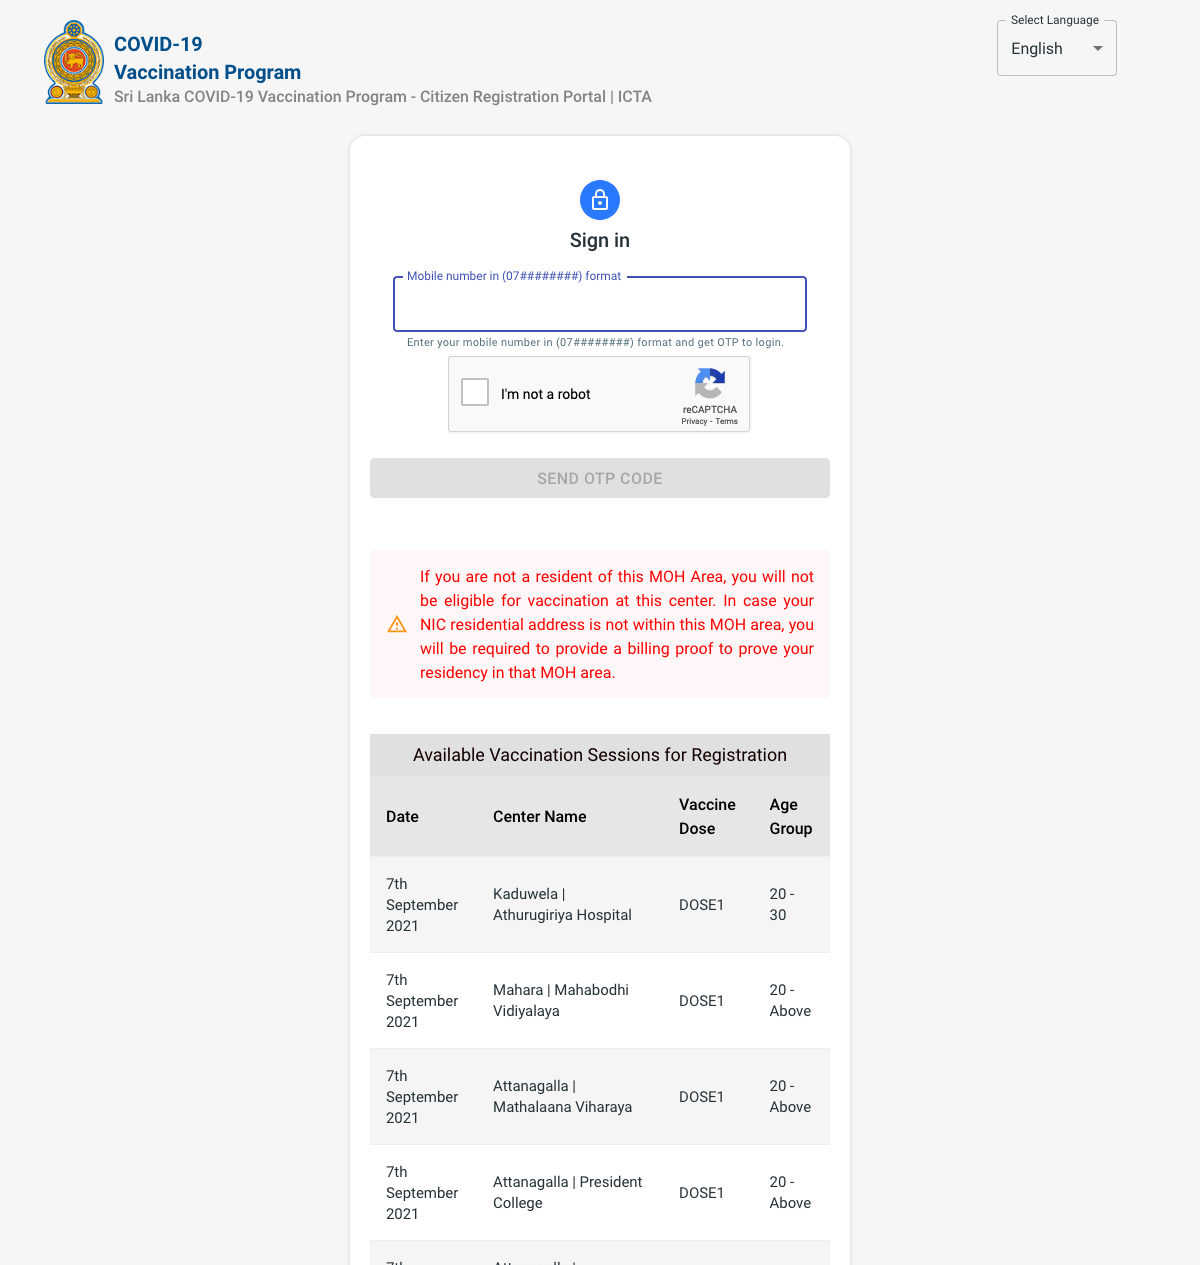 COVID-19
Vaccination Program
Sri Lanka COVID-19 Vaccination Program - Citizen Registration Portal | ICTA
Select Language
English
Sign in
Mobile number in (07########) format
Enter your mobile number in (07########) format and get OTP to login.
I'm not a robot
reCAPTCHA
Privacy - Terms
SEND OTP CODE
If you are not a resident of this MOH Area, you will not
be eligible for vaccination at this center. In case your
NIC residential address is not within this MOH area, you
will be required to provide a billing proof to prove your
residency in that MOH area.
Available Vaccination Sessions for Registration
Date Center Name Vaccine Dose Age Group
7th September 2021 Kaduwela | Athurugiriya Hospital DOSE1 20 - 30
7th September 2021 Mahara | Mahabodhi Vidiyalaya DOSE1 20 - Above
7th September 2021 Attanagalla | Mathalaana Viharaya DOSE1 20 - Above
7th September 2021 Attanagalla | President College DOSE1 20 - Above